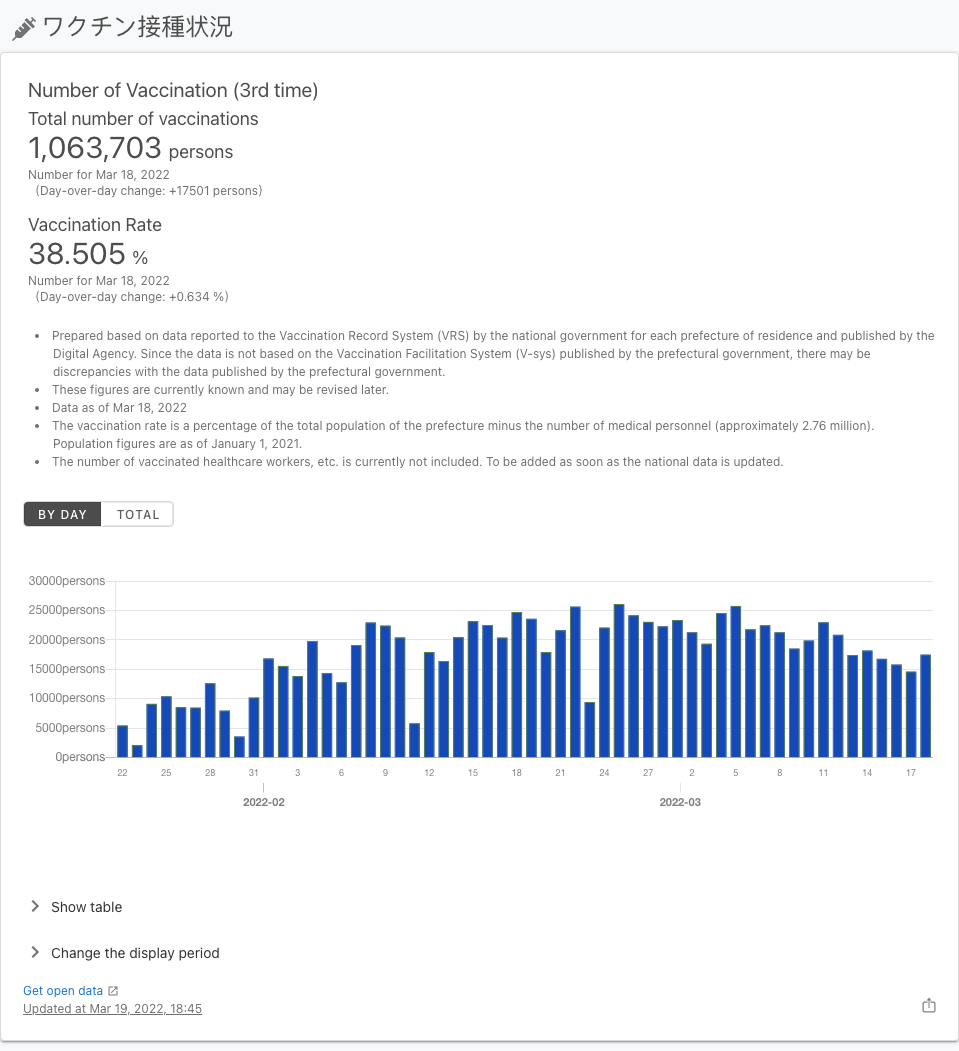 ワクチン接種状況
Number of Vaccination (3rd time)
Total number of vaccinations
1,063,703 persons
Number for Mar 18, 2022
(Day-over-day change: +17501 persons)
Vaccination Rate
38.505 %
Number for Mar 18, 2022
(Day-over-day change: +0.634 %)
• Prepared based on data reported to the Vaccination Record System (VRS) by the national government for each prefecture of residence and published by the
Digital Agency. Since the data is not based on the Vaccination Facilitation System (V-sys) published by the prefectural government, there may be
discrepancies with the data published by the prefectural government.
• These figures are currently known and may be revised later.
• Data as of Mar 18, 2022
• The vaccination rate is a percentage of the total population of the prefecture minus the number of medical personnel (approximately 2.76 million).
Population figures are as of January 1, 2021.
• The number of vaccinated healthcare workers, etc. is currently not included. To be added as soon as the national data is updated.
BY DAY TOTAL
30000persons
25000persons
20000persons
15000persons
10000persons
5000persons
0persons
22 25 28 31 3 6 9 12 15 18 21 24 27 2 5 8 11 14 17
2022-02 2022-03
Show table
Change the display period
Get open data
Updated at Mar 19, 2022, 18:45